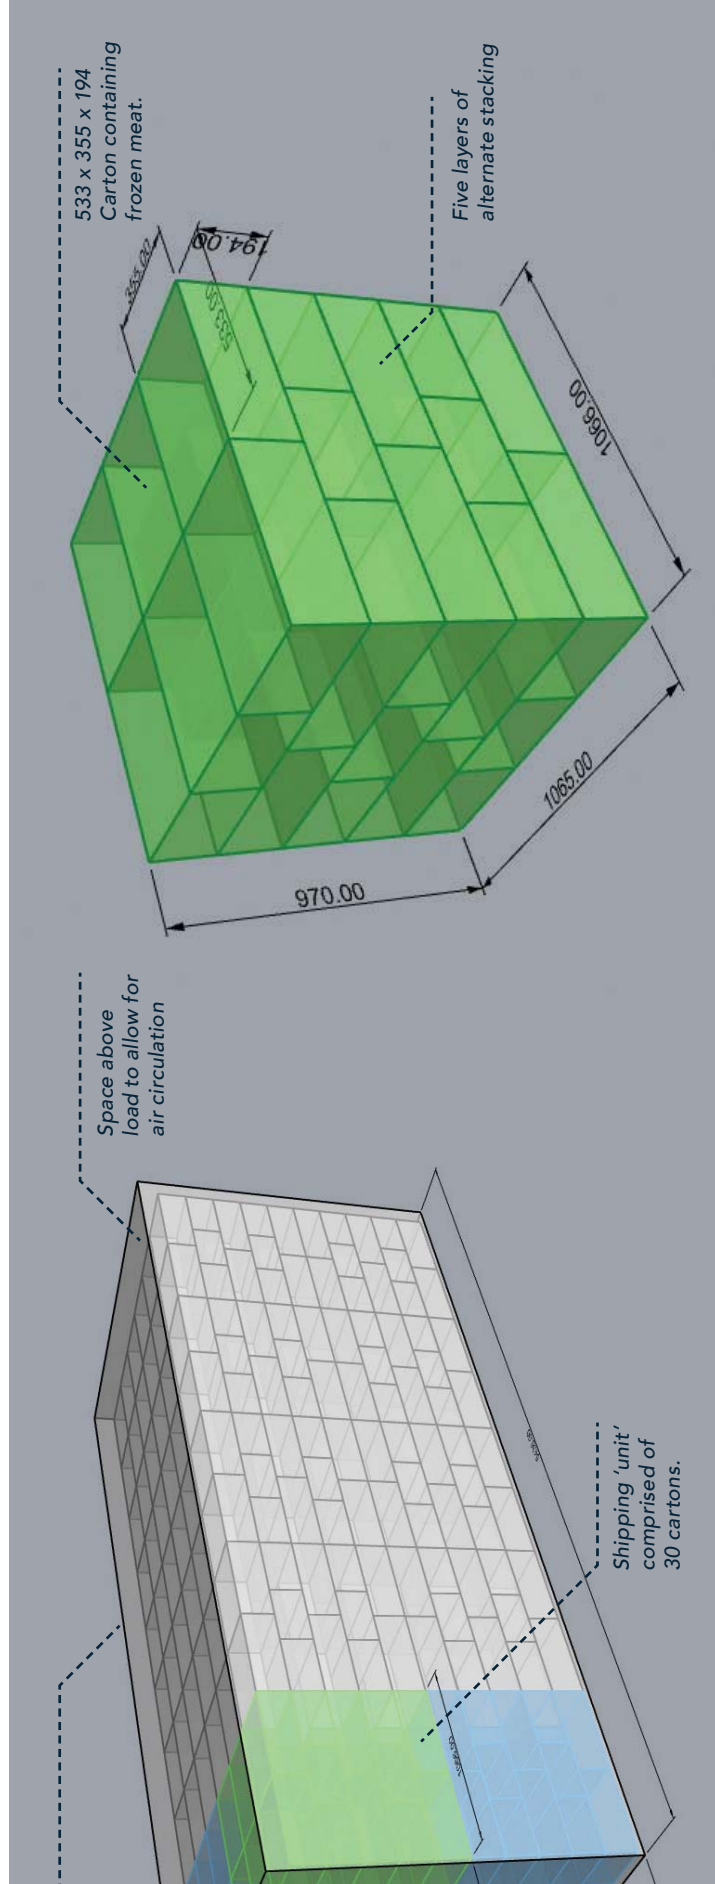 533 x 355 x 194
Carton containing
frozen meat.
Five layers of
alternate stacking
355.00
194.00
533.00
1066.00
1065.00
970.00
Space above
load to allow for
air circulation
Shipping ‘unit’
comprised of
30 cartons.